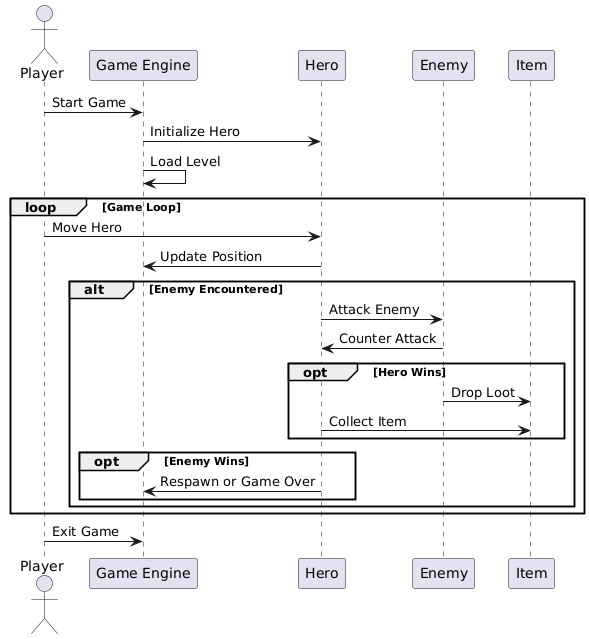 Player
Game Engine
Hero
Enemy
Item
Start Game
Initialize Hero
Load Level
loop
[Game Loop]
Move Hero
Update Position
alt
[Enemy Encountered]
Attack Enemy
Counter Attack
opt
[Hero Wins]
Drop Loot
Collect Item
opt
[Enemy Wins]
Respawn or Game Over
Exit Game
Player
Game Engine
Hero
Enemy
Item